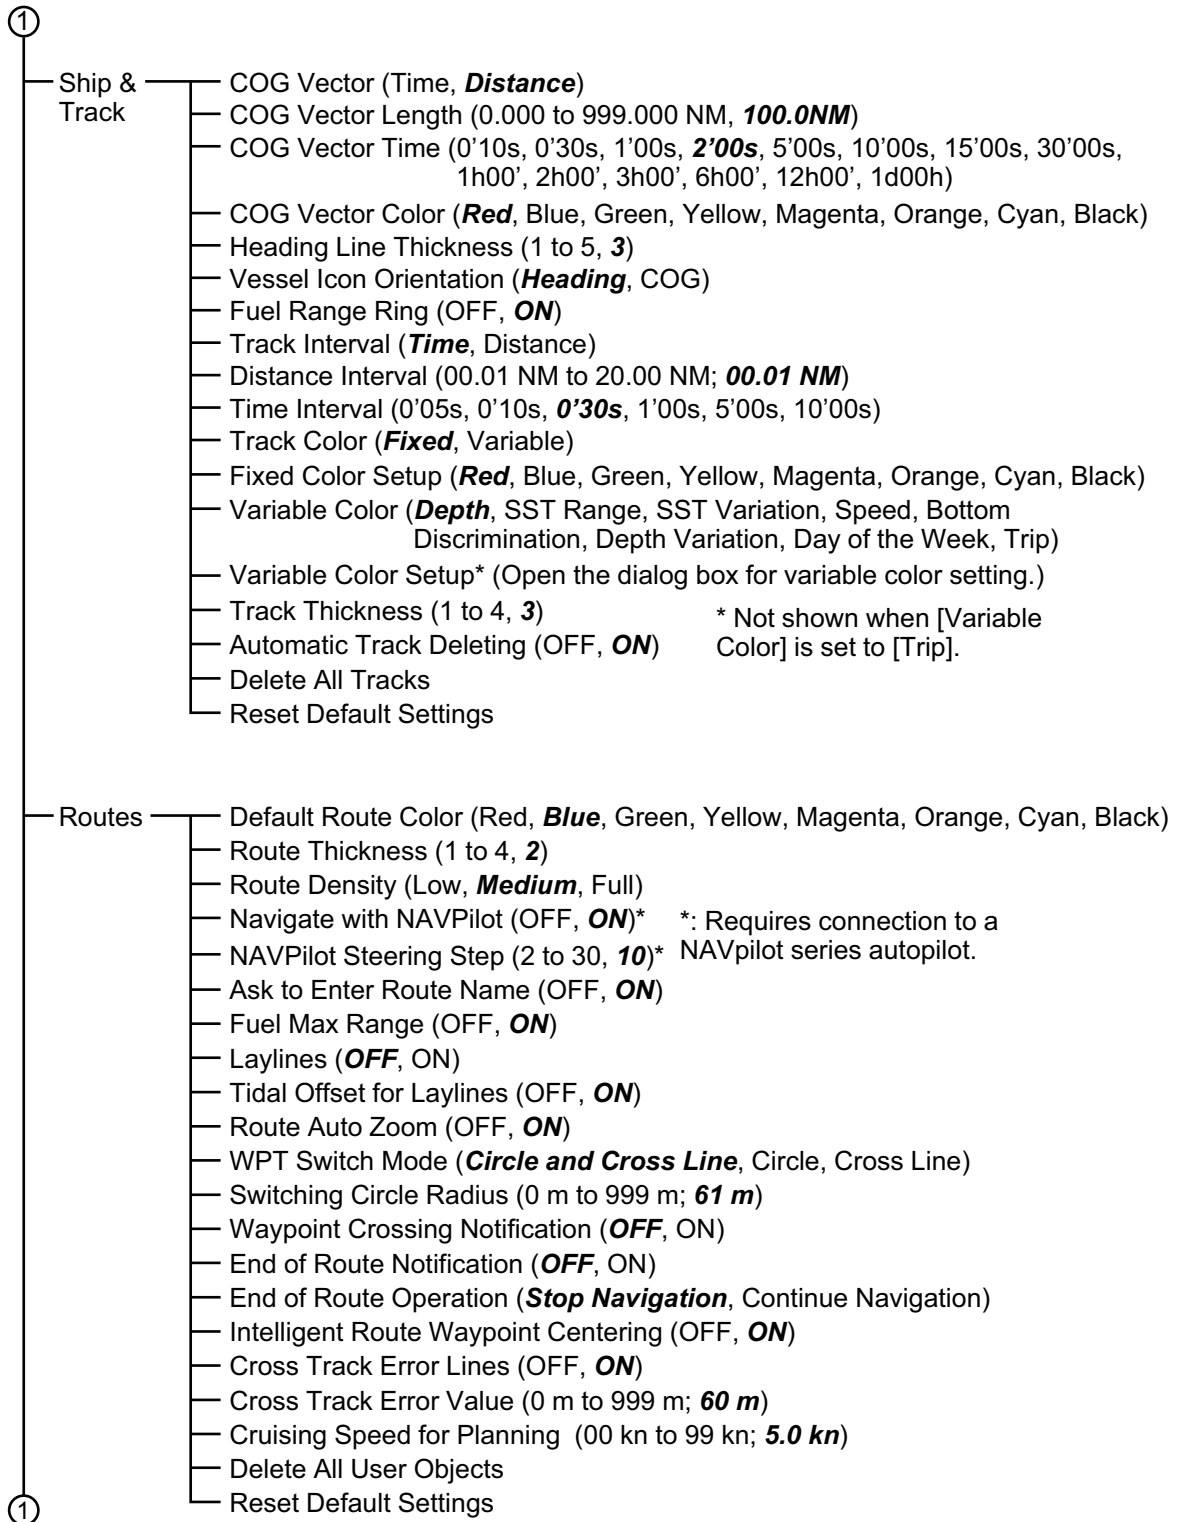 1
Ship &
Track
COG Vector (Time, Distance)
COG Vector Length (0.000 to 999.000 NM, 100.0NM)
COG Vector Time (0’10s, 0’30s, 1’00s, 2’00s, 5’00s, 10’00s, 15’00s, 30’00s,
1h00’, 2h00’, 3h00’, 6h00’, 12h00’, 1d00h)
COG Vector Color (Red, Blue, Green, Yellow, Magenta, Orange, Cyan, Black)
Heading Line Thickness (1 to 5, 3)
Vessel Icon Orientation (Heading, COG)
Fuel Range Ring (OFF, ON)
Track Interval (Time, Distance)
Distance Interval (00.01 NM to 20.00 NM; 00.01 NM)
Time Interval (0’05s, 0’10s, 0’30s, 1’00s, 5’00s, 10’00s)
Track Color (Fixed, Variable)
Fixed Color Setup (Red, Blue, Green, Yellow, Magenta, Orange, Cyan, Black)
Variable Color (Depth, SST Range, SST Variation, Speed, Bottom
Discrimination, Depth Variation, Day of the Week, Trip)
Variable Color Setup* (Open the dialog box for variable color setting.)
Track Thickness (1 to 4, 3)
* Not shown when [Variable
Color] is set to [Trip].
Automatic Track Deleting (OFF, ON)
Delete All Tracks
Reset Default Settings
Routes
Default Route Color (Red, Blue, Green, Yellow, Magenta, Orange, Cyan, Black)
Route Thickness (1 to 4, 2)
Route Density (Low, Medium, Full)
Navigate with NAVPilot (OFF, ON)*
*: Requires connection to a
NAVpilot series autopilot.
NAVPilot Steering Step (2 to 30, 10)*
Ask to Enter Route Name (OFF, ON)
Fuel Max Range (OFF, ON)
Laylines (OFF, ON)
Tidal Offset for Laylines (OFF, ON)
Route Auto Zoom (OFF, ON)
WPT Switch Mode (Circle and Cross Line, Circle, Cross Line)
Switching Circle Radius (0 m to 999 m; 61 m)
Waypoint Crossing Notification (OFF, ON)
End of Route Notification (OFF, ON)
End of Route Operation (Stop Navigation, Continue Navigation)
Intelligent Route Waypoint Centering (OFF, ON)
Cross Track Error Lines (OFF, ON)
Cross Track Error Value (0 m to 999 m; 60 m)
Cruising Speed for Planning (00 kn to 99 kn; 5.0 kn)
Delete All User Objects
Reset Default Settings
1